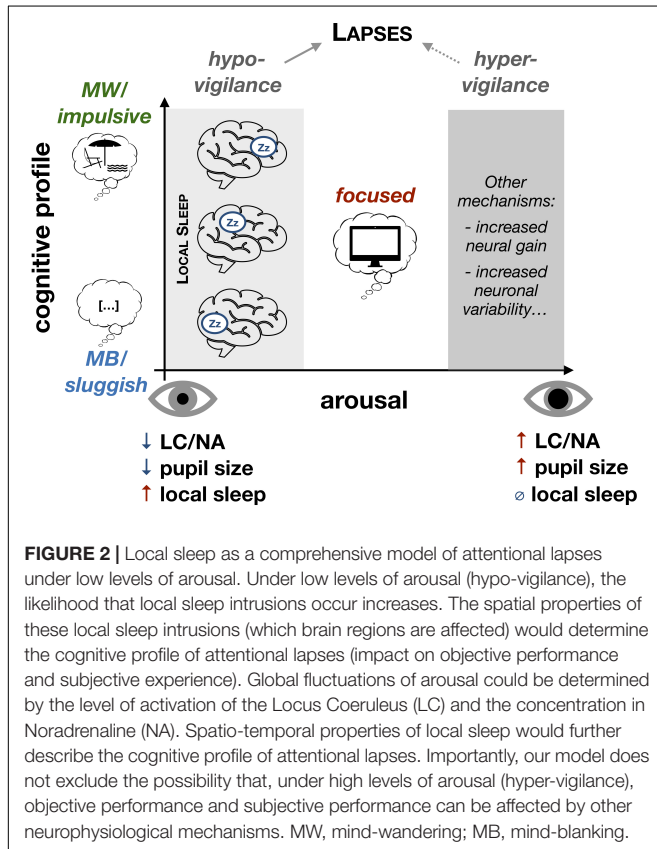 LAPSES
hypo-
vigilance
hyper-
vigilance
MW/
impulsive
cognitive profile
LOCAL SLEEP
Zz
Zz
Zz
focused
Other
mechanisms:
- increased
neural gain
- increased
neuronal
variability...
[...]
MB/
sluggish
arousal
↓ LC/NA
↓ pupil size
↑ local sleep
↑ LC/NA
↑ pupil size
⌀ local sleep
FIGURE 2 | Local sleep as a comprehensive model of attentional lapses
under low levels of arousal. Under low levels of arousal (hypo-vigilance), the
likelihood that local sleep intrusions occur increases. The spatial properties of
these local sleep intrusions (which brain regions are affected) would determine
the cognitive profile of attentional lapses (impact on objective performance
and subjective experience). Global fluctuations of arousal could be determined
by the level of activation of the Locus Coeruleus (LC) and the concentration in
Noradrenaline (NA). Spatio-temporal properties of local sleep would further
describe the cognitive profile of attentional lapses. Importantly, our model does
not exclude the possibility that, under high levels of arousal (hyper-vigilance),
objective performance and subjective performance can be affected by other
neurophysiological mechanisms. MW, mind-wandering; MB, mind-blanking.